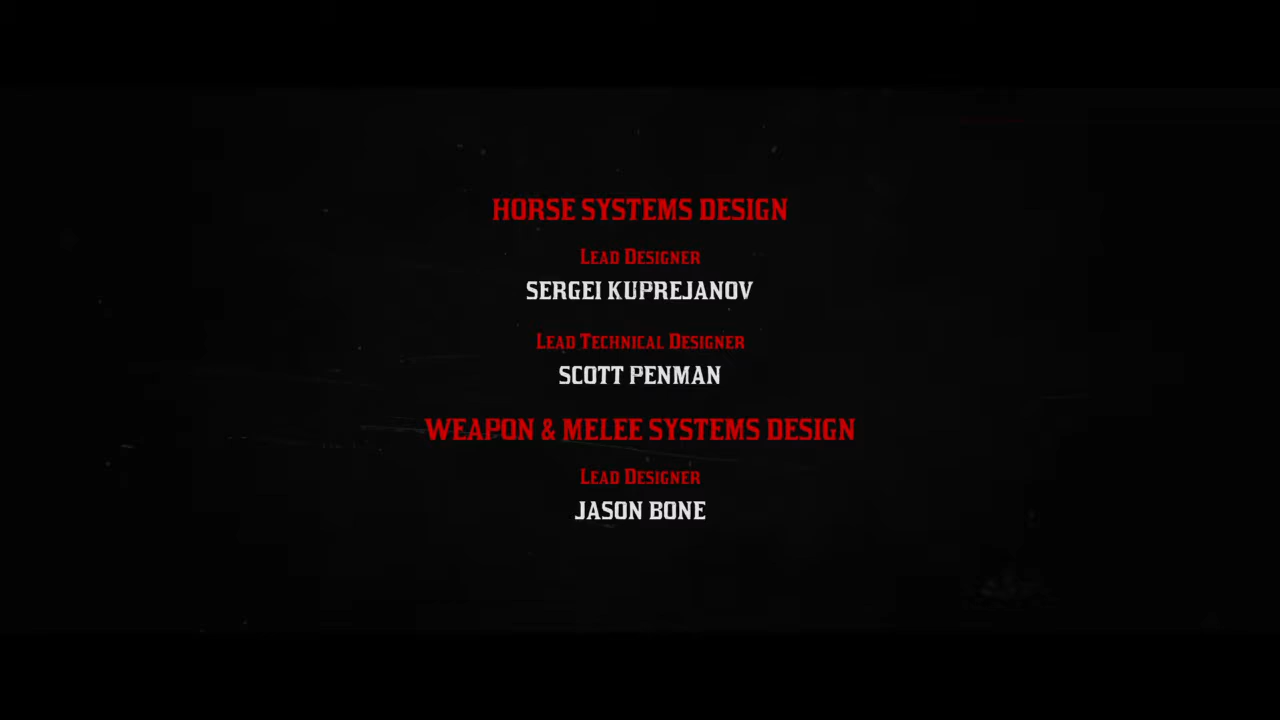 HORSE SYSTEMS DESIGN
LEAD DESIGNER
SERGEI KUPREJANOV
LEAD TECHNICAL DESIGNER
SCOTT PENMAN
WEAPON & MELEE SYSTEMS DESIGN
LEAD DESIGNER
JASON BONE